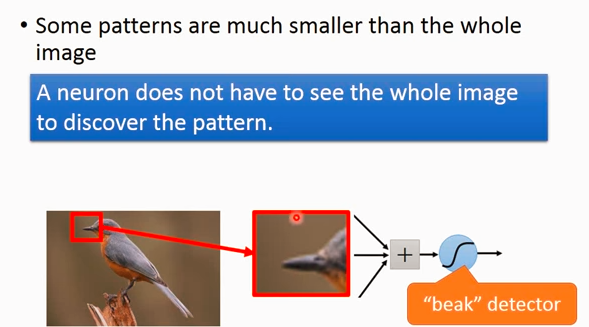 • Some patterns are much smaller than the whole
image
A neuron does not have to see the whole image
to discover the pattern.
+
“beak” detector